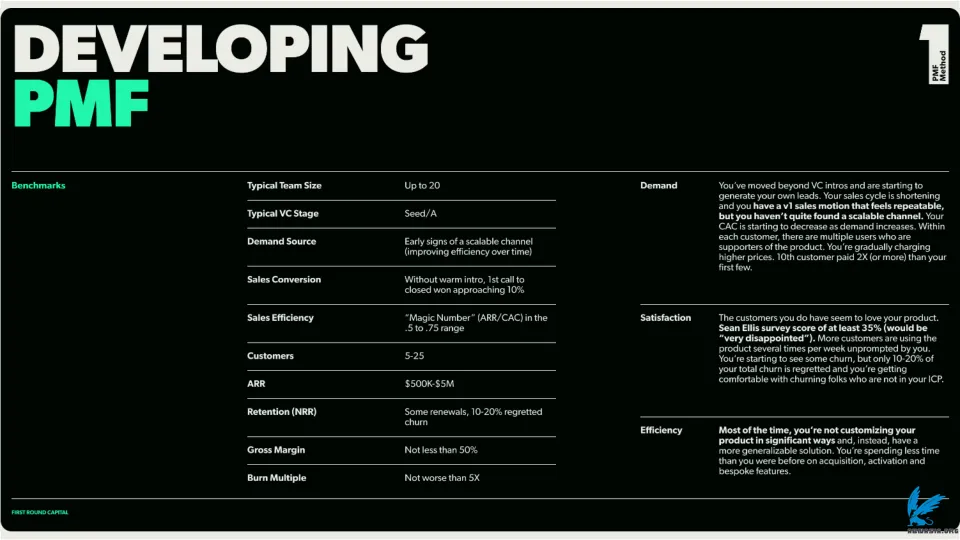 DEVELOPING
PMF
1
PMF
Method
Benchmarks
Typical Team Size
Up to 20
Typical VC Stage
Seed/A
Demand Source
Early signs of a scalable channel
(improving efficiency over time)
Sales Conversion
Without warm intro, 1st call to
closed won approaching 10%
Sales Efficiency
“Magic Number” (ARR/CAC) in the
.5 to .75 range
Customers
5-25
ARR
$500K-$5M
Retention (NRR)
Some renewals, 10-20% regretted
churn
Gross Margin
Not less than 50%
Burn Multiple
Not worse than 5X
Demand
You’ve moved beyond VC intros and are starting to
generate your own leads. Your sales cycle is shortening
and you have a v1 sales motion that feels repeatable,
but you haven’t quite found a scalable channel. Your
CAC is starting to decrease as demand increases. Within
each customer, there are multiple users who are
supporters of the product. You’re gradually charging
higher prices. 10th customer paid 2X (or more) than your
first few.
Satisfaction
The customers you do have seem to love your product.
Sean Ellis survey score of at least 35% (would be
“very disappointed”). More customers are using the
product several times per week unprompted by you.
You’re starting to see some churn, but only 10-20% of
your total churn is regretted and you’re getting
comfortable with churning folks who are not in your ICP.
Efficiency
Most of the time, you’re not customizing your
product in significant ways and, instead, have a
more generalizable solution. You’re spending less time
than you were before on acquisition, activation and
bespoke features.
FIRST ROUND CAPITAL